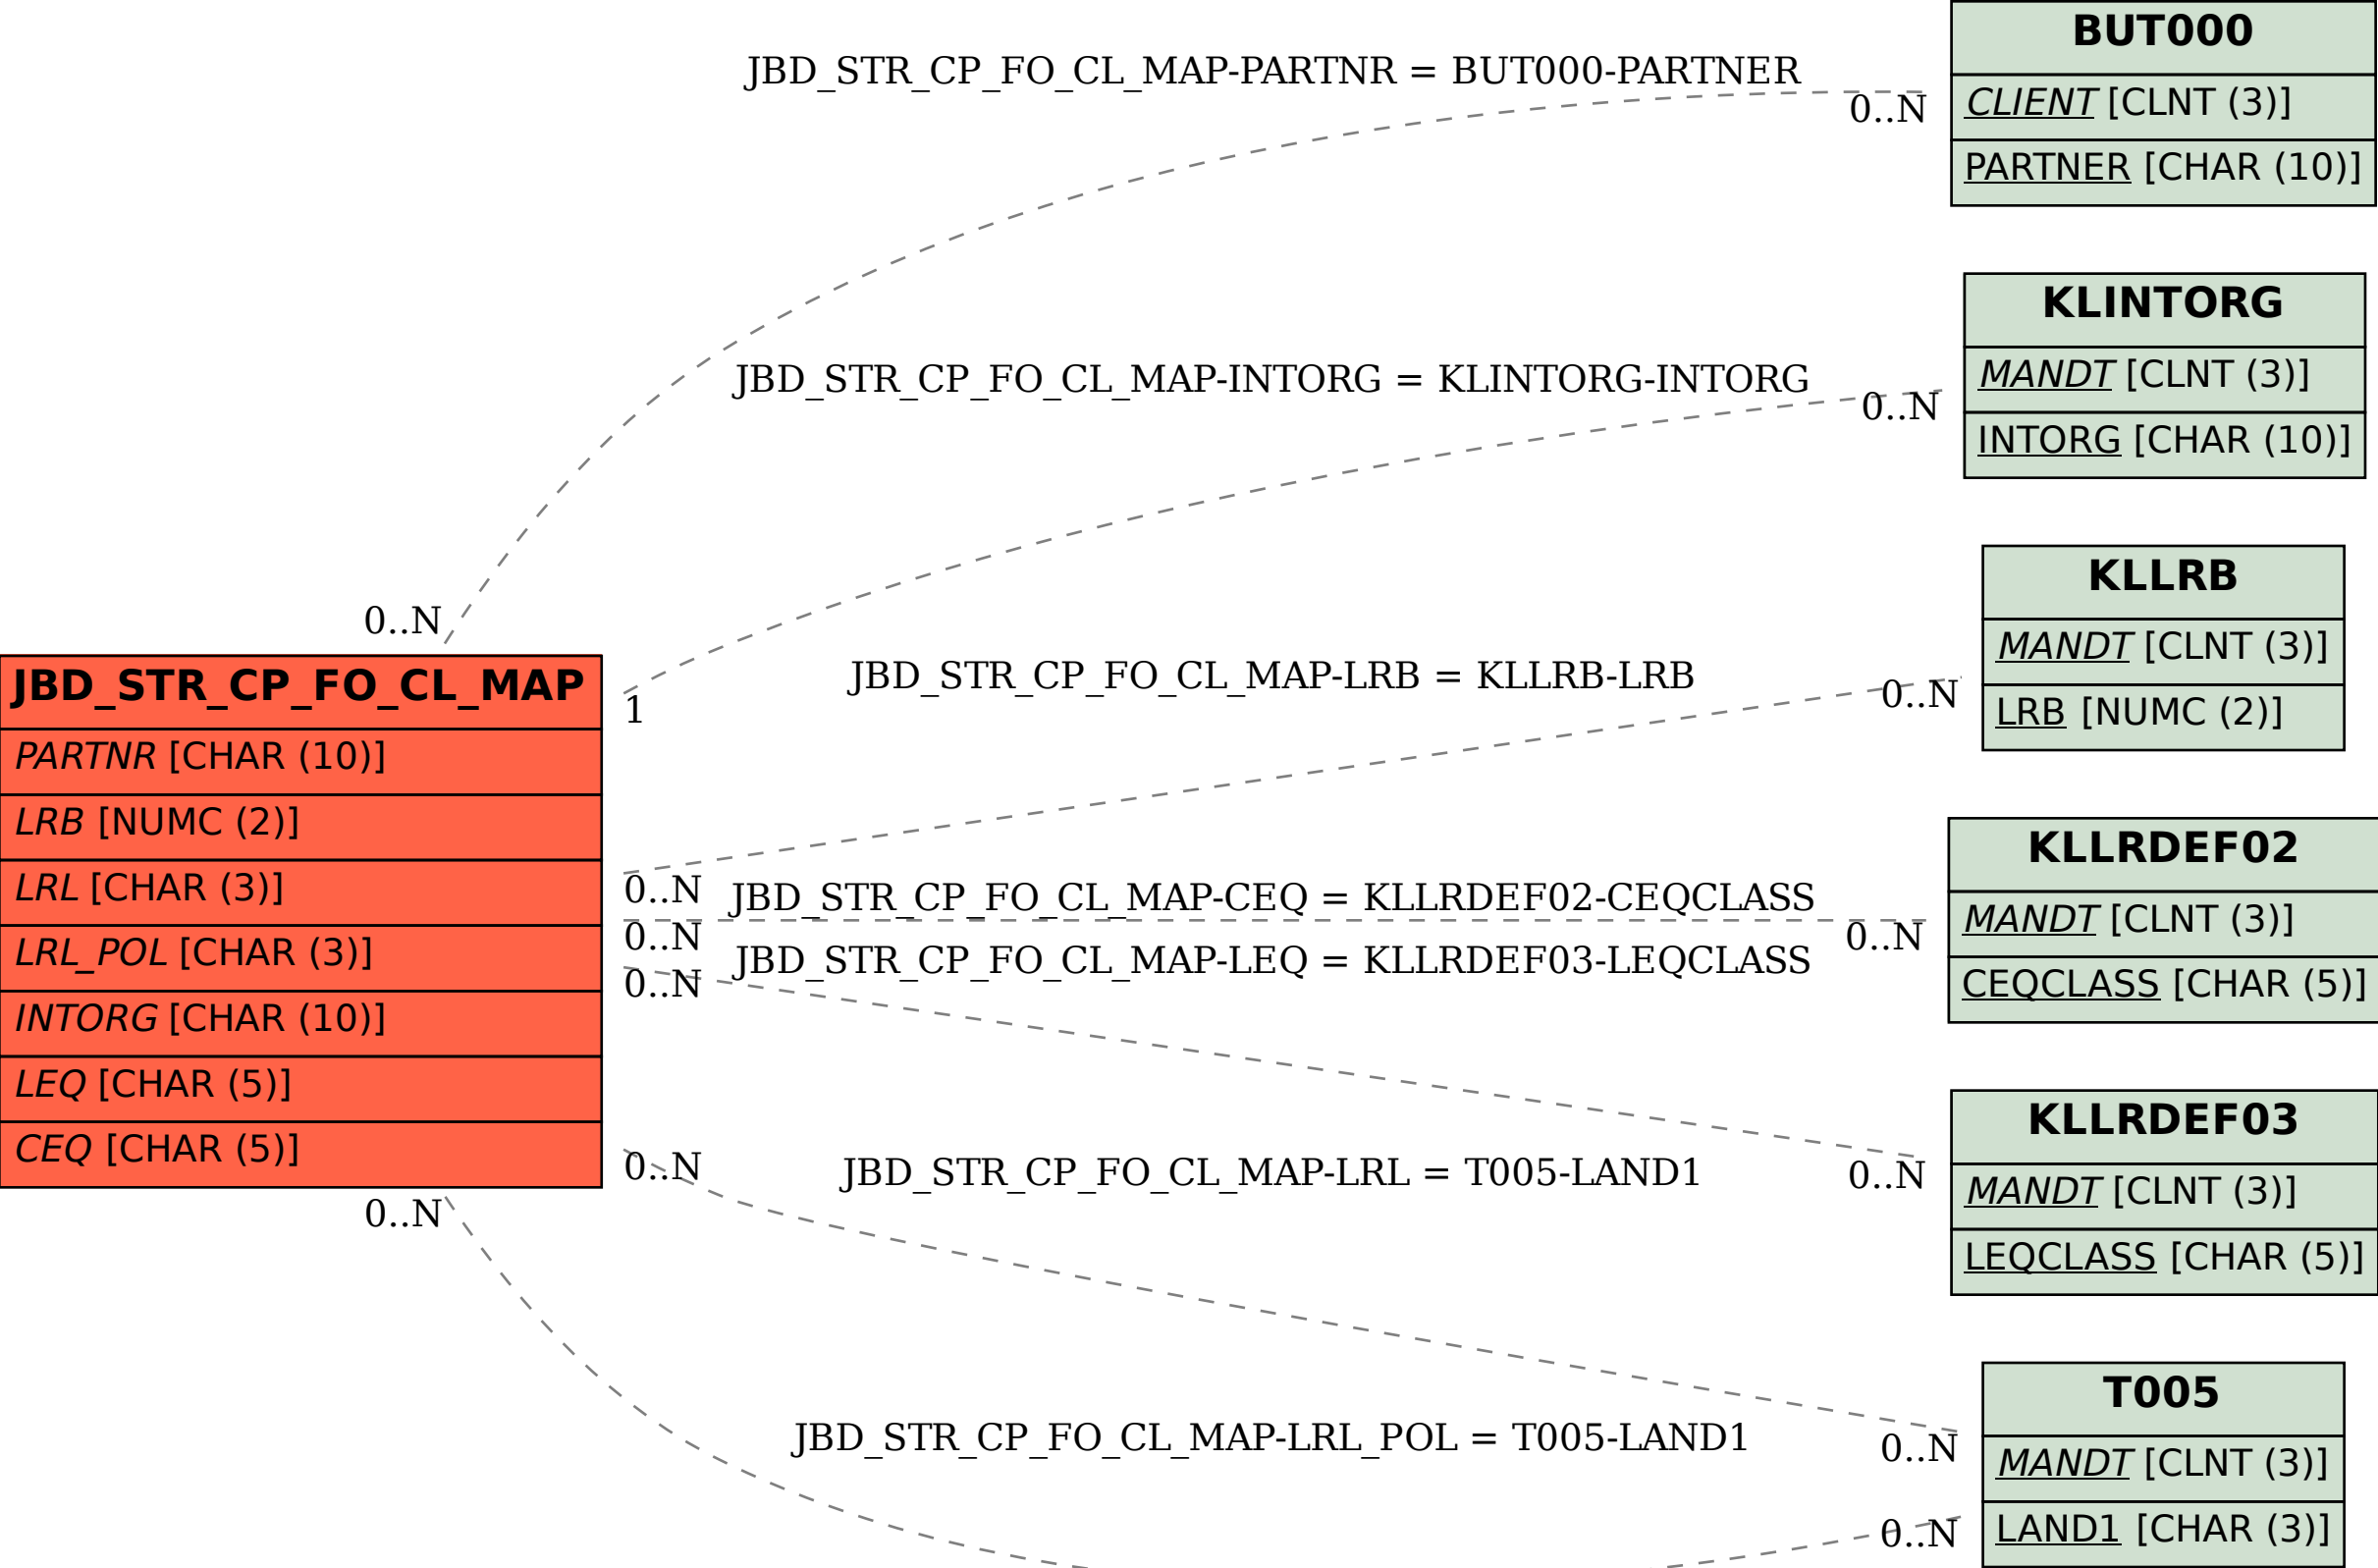 BUT000
CLIENT [CLNT (3)]
PARTNER [CHAR (10)]
JBD_STR_CP_FO_CL_MAP-PARTNR = BUT000-PARTNER
0..N
0..N
KLINTORG
MANDT [CLNT (3)]
INTORG [CHAR (10)]
JBD_STR_CP_FO_CL_MAP-INTORG = KLINTORG-INTORG
0..N
1
KLLRB
MANDT [CLNT (3)]
LRB [NUMC (2)]
JBD_STR_CP_FO_CL_MAP-LRB = KLLRB-LRB
0..N
0..N
JBD_STR_CP_FO_CL_MAP
PARTNR [CHAR (10)]
LRB [NUMC (2)]
LRL [CHAR (3)]
LRL_POL [CHAR (3)]
INTORG [CHAR (10)]
LEQ [CHAR (5)]
CEQ [CHAR (5)]
JBD_STR_CP_FO_CL_MAP-CEQ = KLLRDEF02-CEQCLASS
0..N
0..N
KLLRDEF02
MANDT [CLNT (3)]
CEQCLASS [CHAR (5)]
JBD_STR_CP_FO_CL_MAP-LEQ = KLLRDEF03-LEQCLASS
0..N
0..N
KLLRDEF03
MANDT [CLNT (3)]
LEQCLASS [CHAR (5)]
JBD_STR_CP_FO_CL_MAP-LRL = T005-LAND1
0..N
0..N
T005
MANDT [CLNT (3)]
LAND1 [CHAR (3)]
JBD_STR_CP_FO_CL_MAP-LRL_POL = T005-LAND1
0..N
0..N